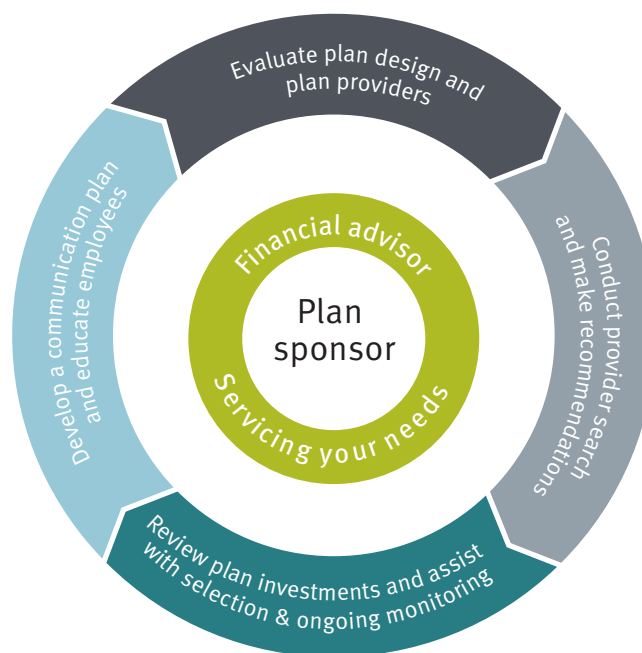 Evaluate plan design and
plan providers
Conduct provider search
and make recommendations
Review plan investments and assist
with selection & ongoing monitoring
Develop a communication plan
and educate employees
Financial advisor
Plan
sponsor
Servicing your needs